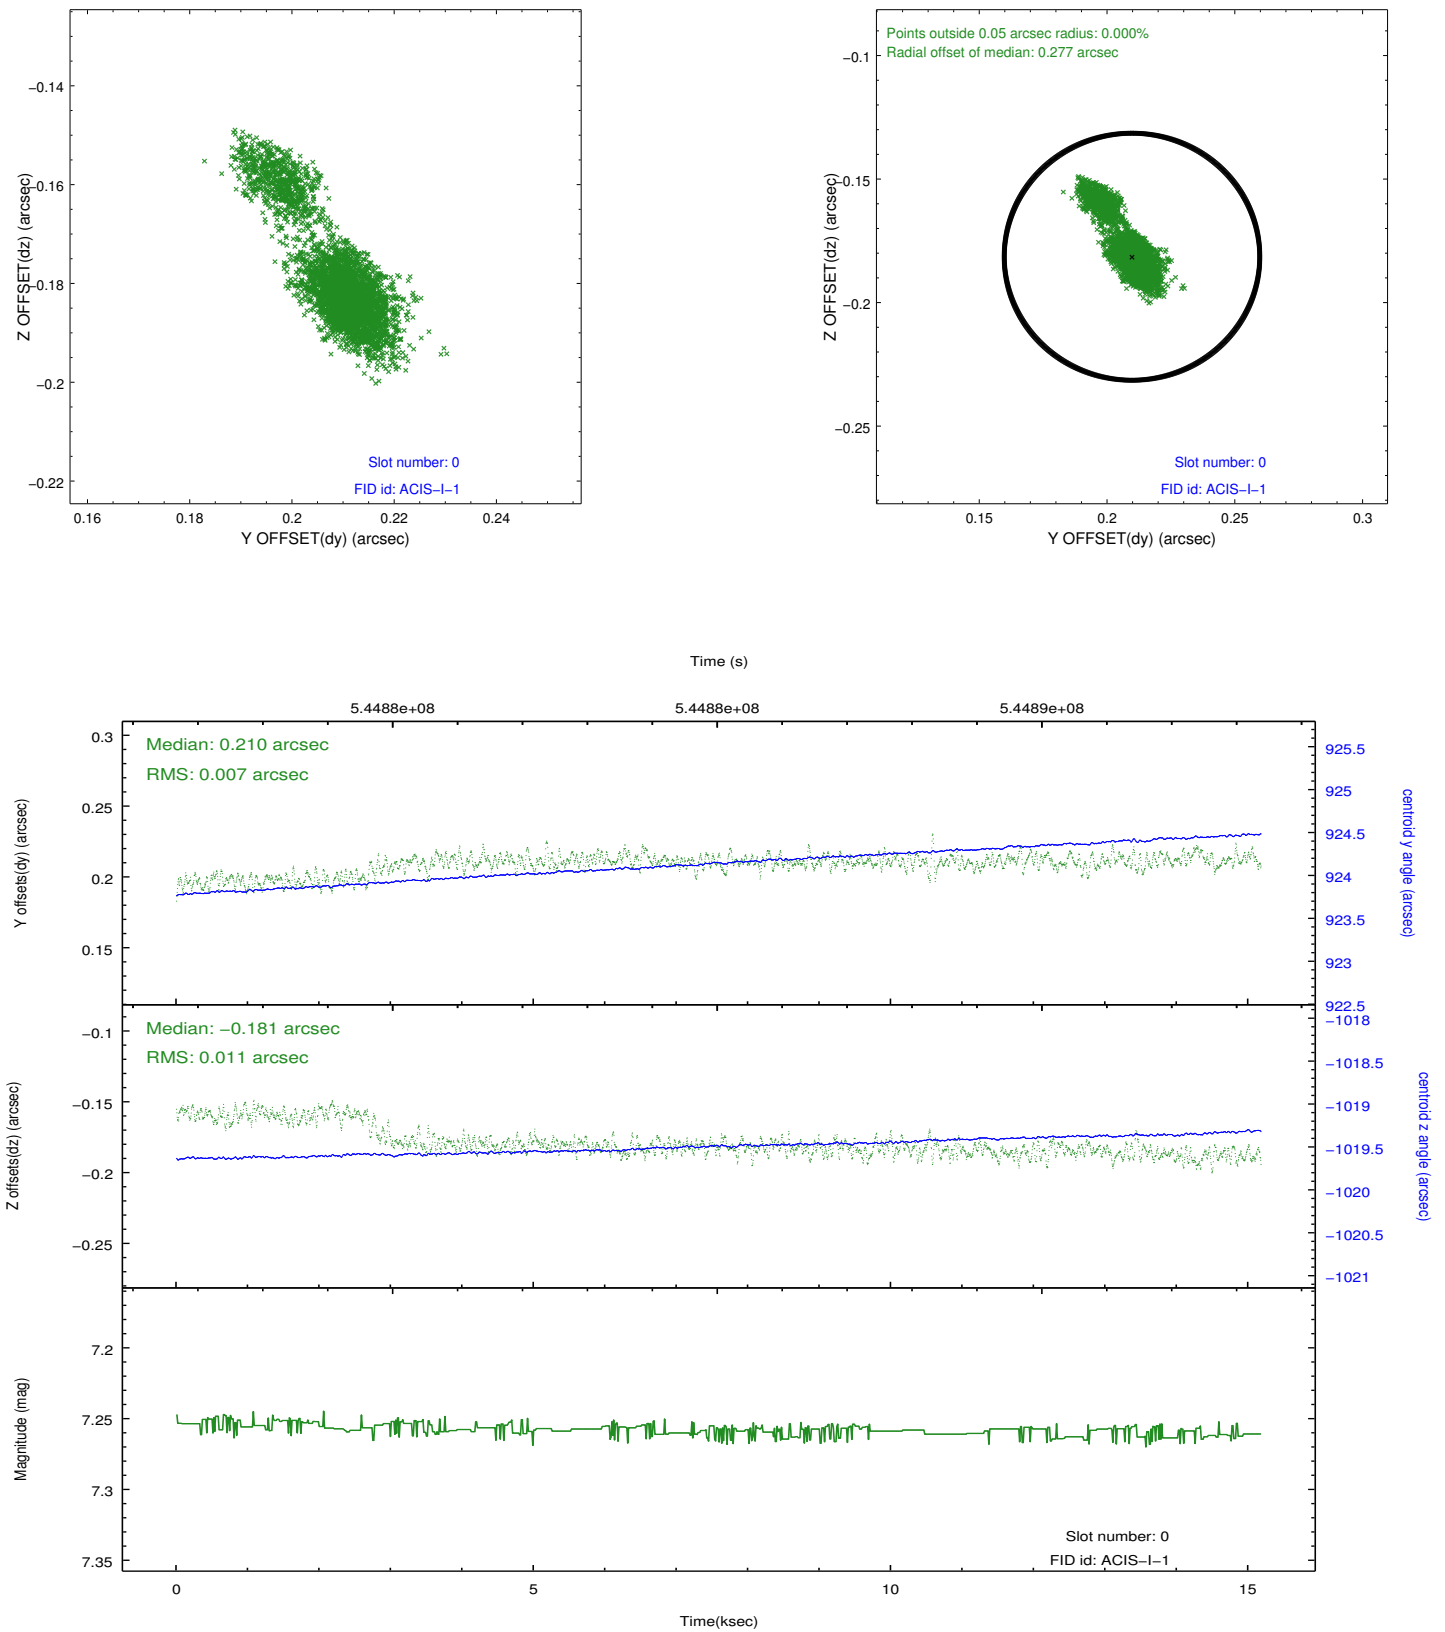 −0.14
−0.16
−0.18
−0.2
−0.22
Z OFFSET(dz) (arcsec)
Slot number: 0
FID id: ACIS−I−1
0.16
0.18
0.2
0.22
0.24
Y OFFSET(dy) (arcsec)
Points outside 0.05 arcsec radius: 0.000%
Radial offset of median: 0.277 arcsec
−0.1
−0.15
−0.2
−0.25
Z OFFSET(dz) (arcsec)
Slot number: 0
FID id: ACIS−I−1
0.15
0.2
0.25
0.3
Y OFFSET(dy) (arcsec)
Time (s)
5.4488e+08
5.4488e+08
5.4489e+08
Median: 0.210 arcsec
RMS: 0.007 arcsec
0.3
0.25
0.2
0.15
Y offsets(dy) (arcsec)
925.5
925
924.5
924
923.5
923
922.5
centroid y angle (arcsec)
Median: −0.181 arcsec
RMS: 0.011 arcsec
−0.1
−0.15
−0.2
−0.25
Z offsets(dz) (arcsec)
−1018
−1018.5
−1019
−1019.5
−1020
−1020.5
−1021
centroid z angle (arcsec)
7.2
7.25
7.3
7.35
Magnitude (mag)
Slot number: 0
FID id: ACIS−I−1
0
5
10
15
Time(ksec)